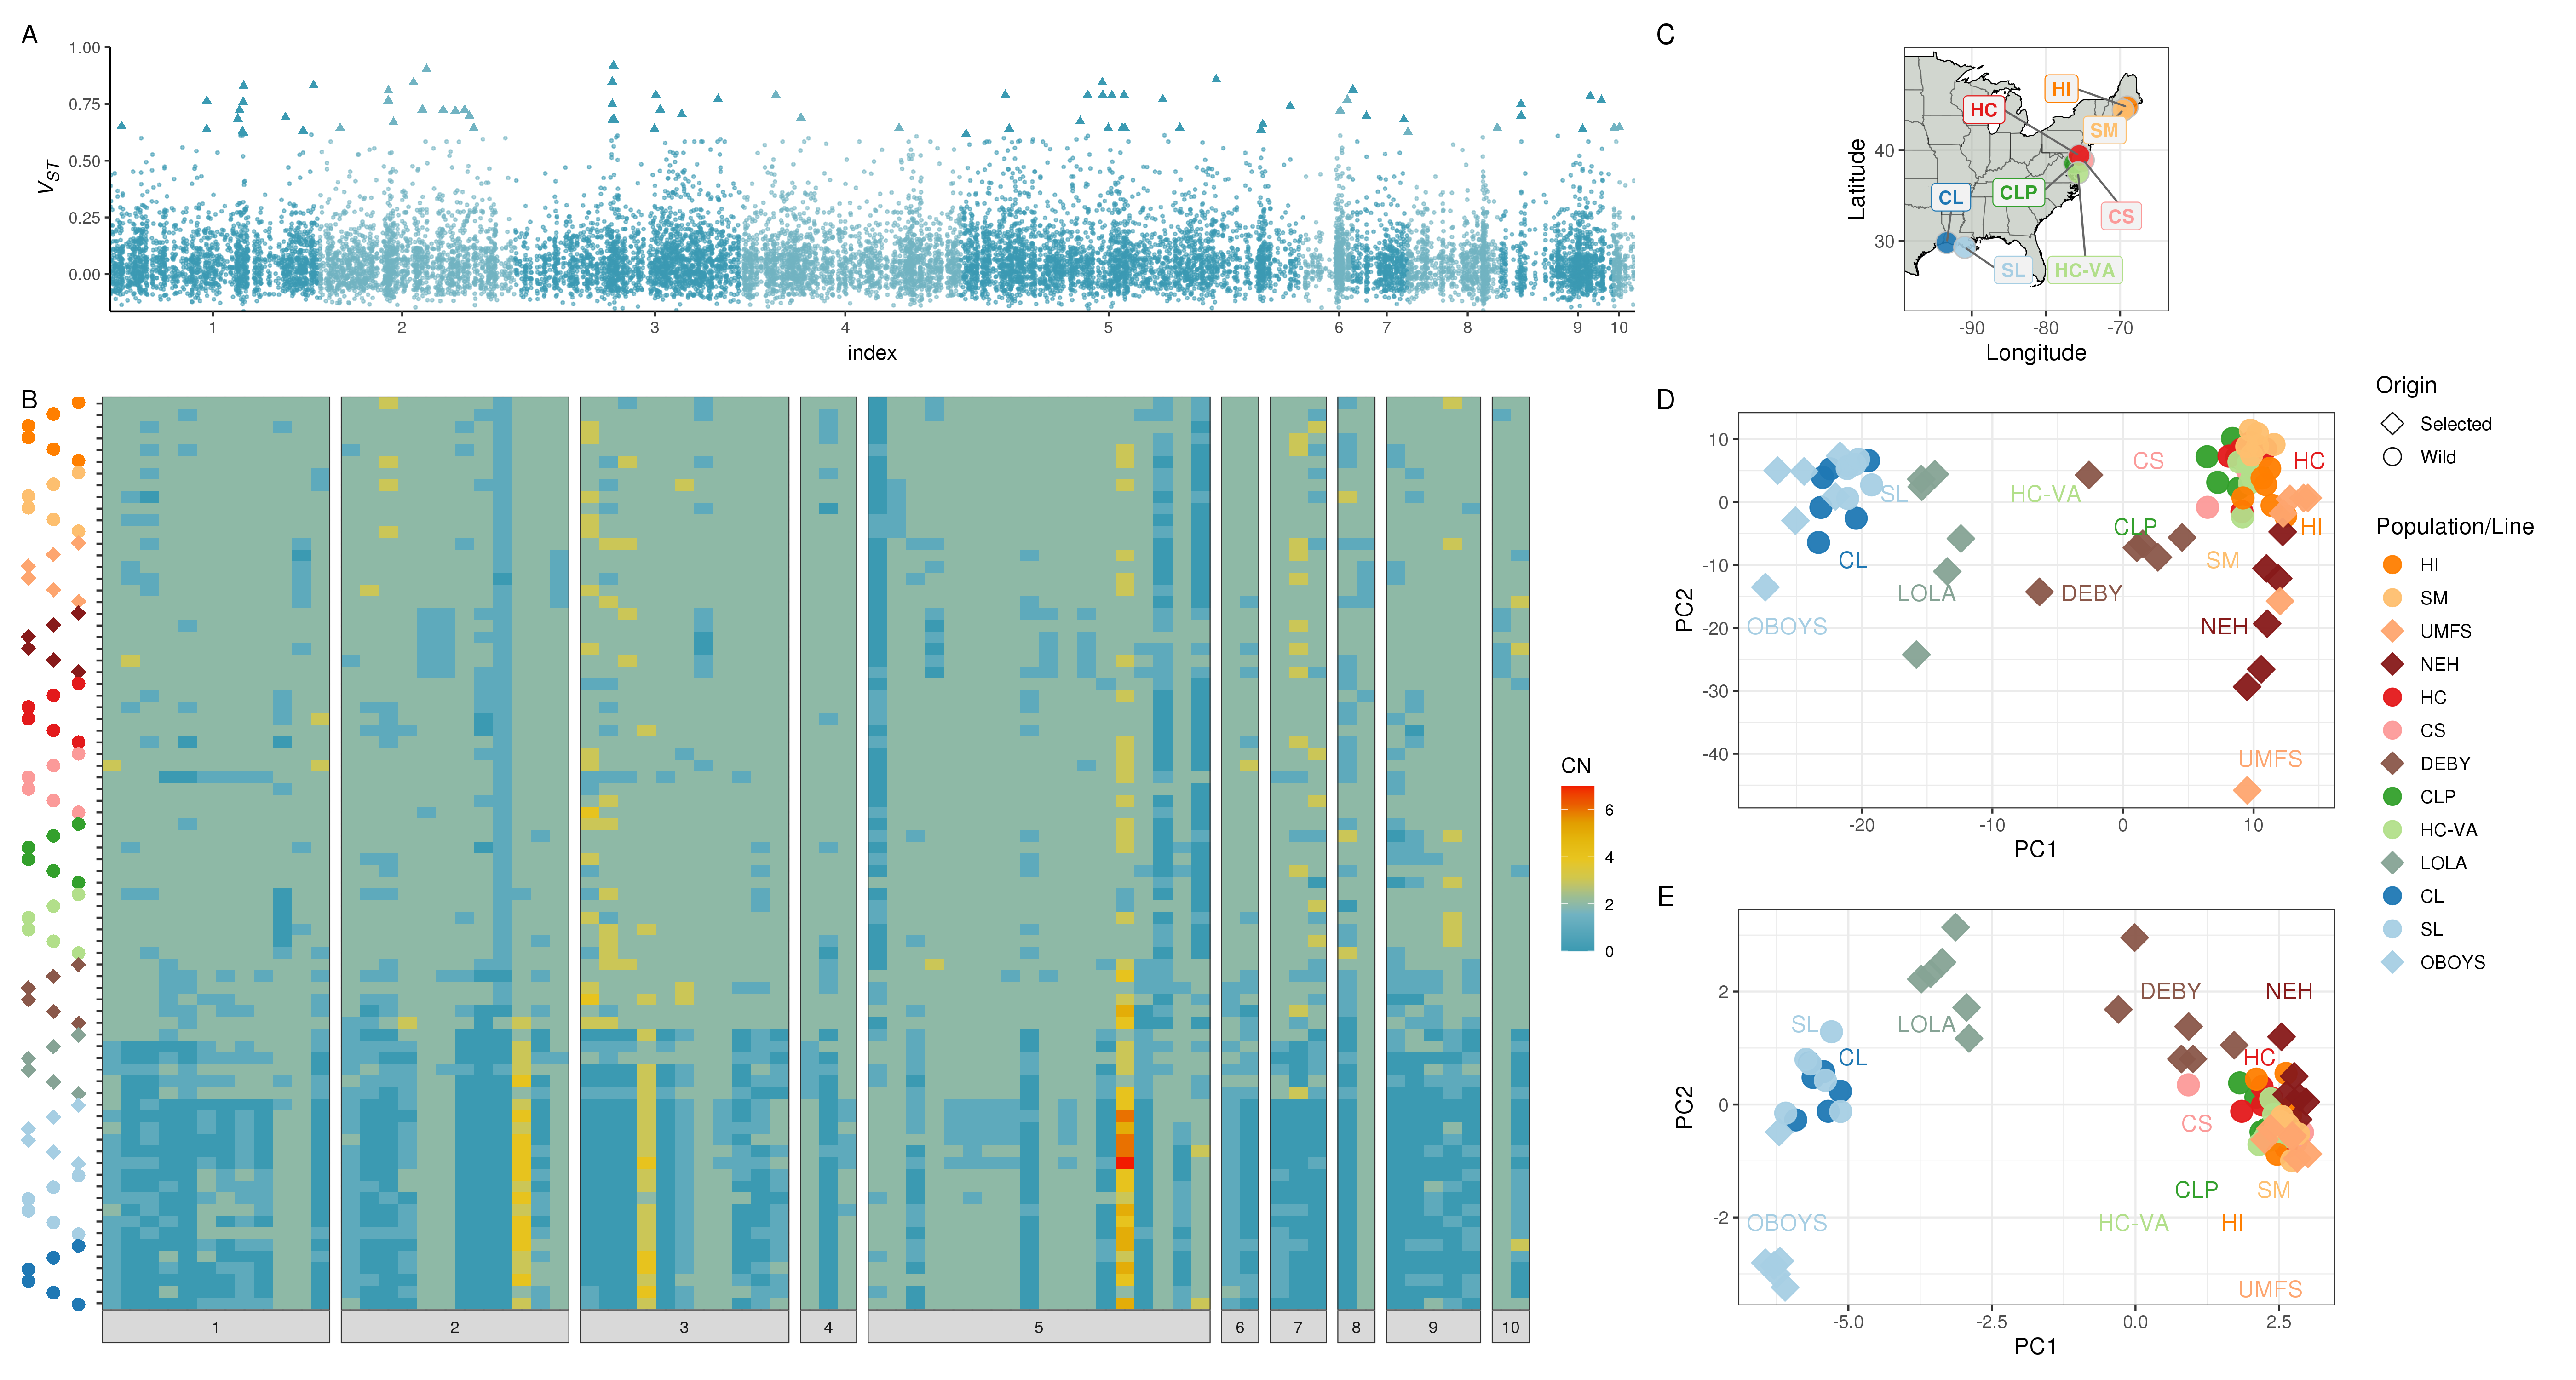 A
1.00
0.75
0.50
0.25
0.00
VST
1 2 3 4 5 6 7 8 9 10
index
B
1 2 3 4 5 6 7 8 9 10
CN
6
4
2
0
C
HI
HC
SM
CL
CLP
CS
SL
HC-VA
40
30
Latitude
-90 -80 -70
Longitude
D
10
0
-10
-20
-30
-40
PC2
CS
HC
SL
HC-VA
CLP
HI
CL
SM
LOLA
DEBY
OBOYS
NEH
UMFS
-20 -10 0 10
PC1
E
2
0
-2
PC2
DEBY
NEH
SL
LOLA
CL
HC
CS
CLP
SM
OBOYS
HC-VA
HI
UMFS
-5.0 -2.5 0.0 2.5
PC1
Origin
Selected
Wild
Population/Line
HI
SM
UMFS
NEH
HC
CS
DEBY
CLP
HC-VA
LOLA
CL
SL
OBOYS